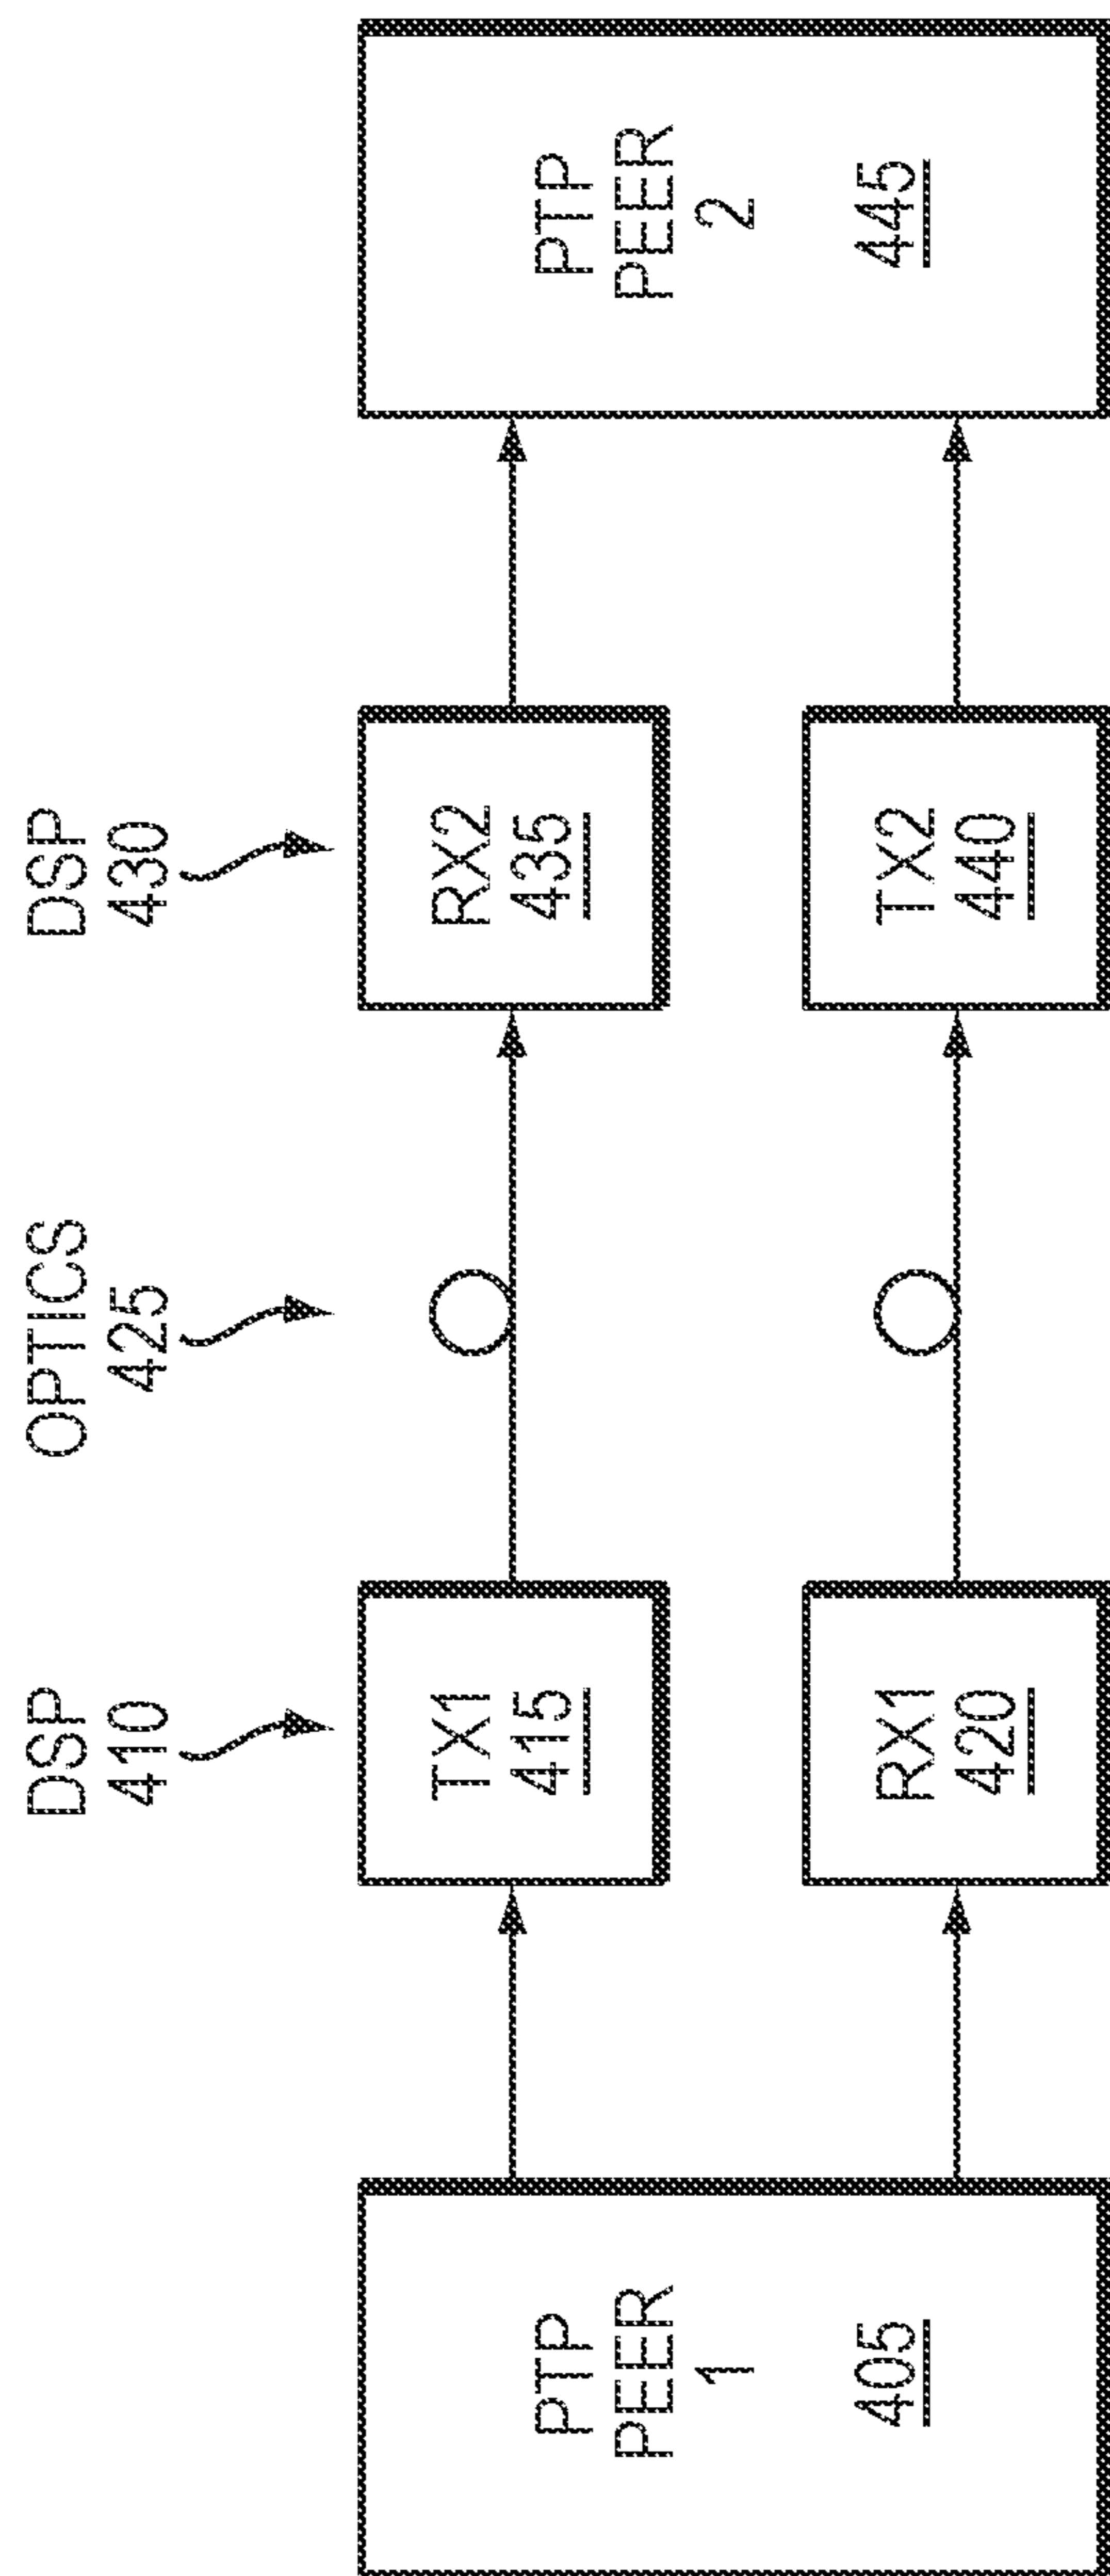 DSP
410
OPTICS
425
DSP
430
PTP
PEER
1
405
TX1
415
RX1
420
RX2
435
TX2
440
PTP
PEER
2
445